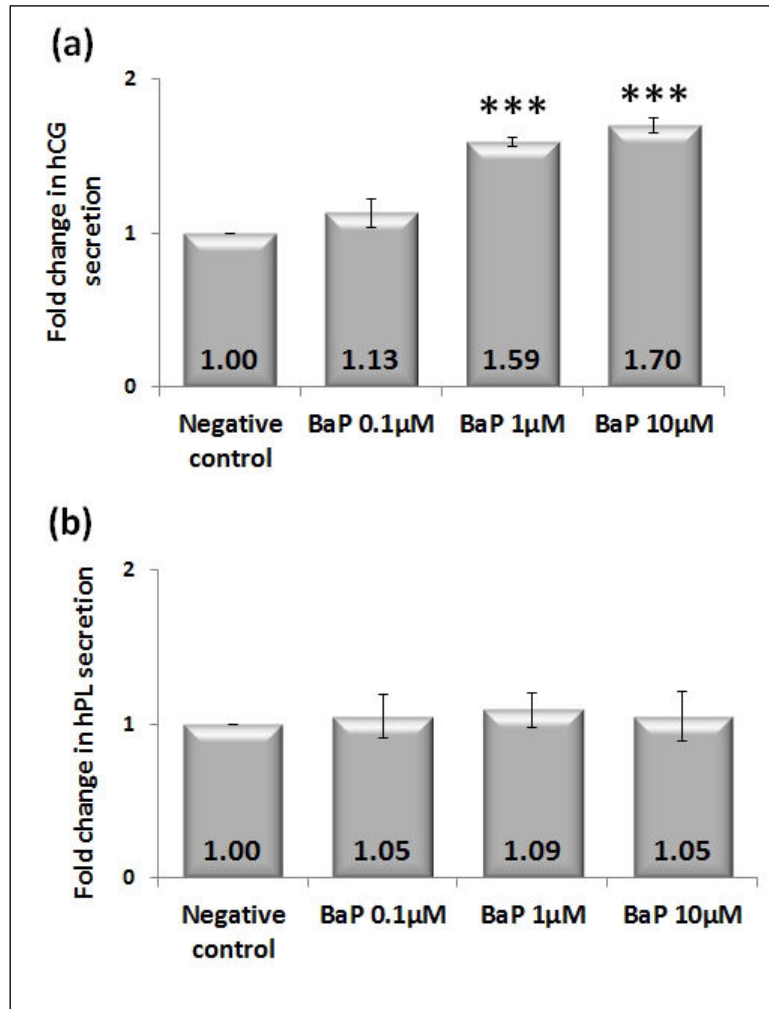 (a)
Fold change in hCG
secretion
2
1
0
***
***
1.00
1.13
1.59
1.70
Negative
control
BaP 0.1µM
BaP 1µM
BaP 10µM
(b)
Fold change in hPL secretion
2
1
0
1.00
1.05
1.09
1.05
Negative
control
BaP 0.1µM
BaP 1µM
BaP 10µM